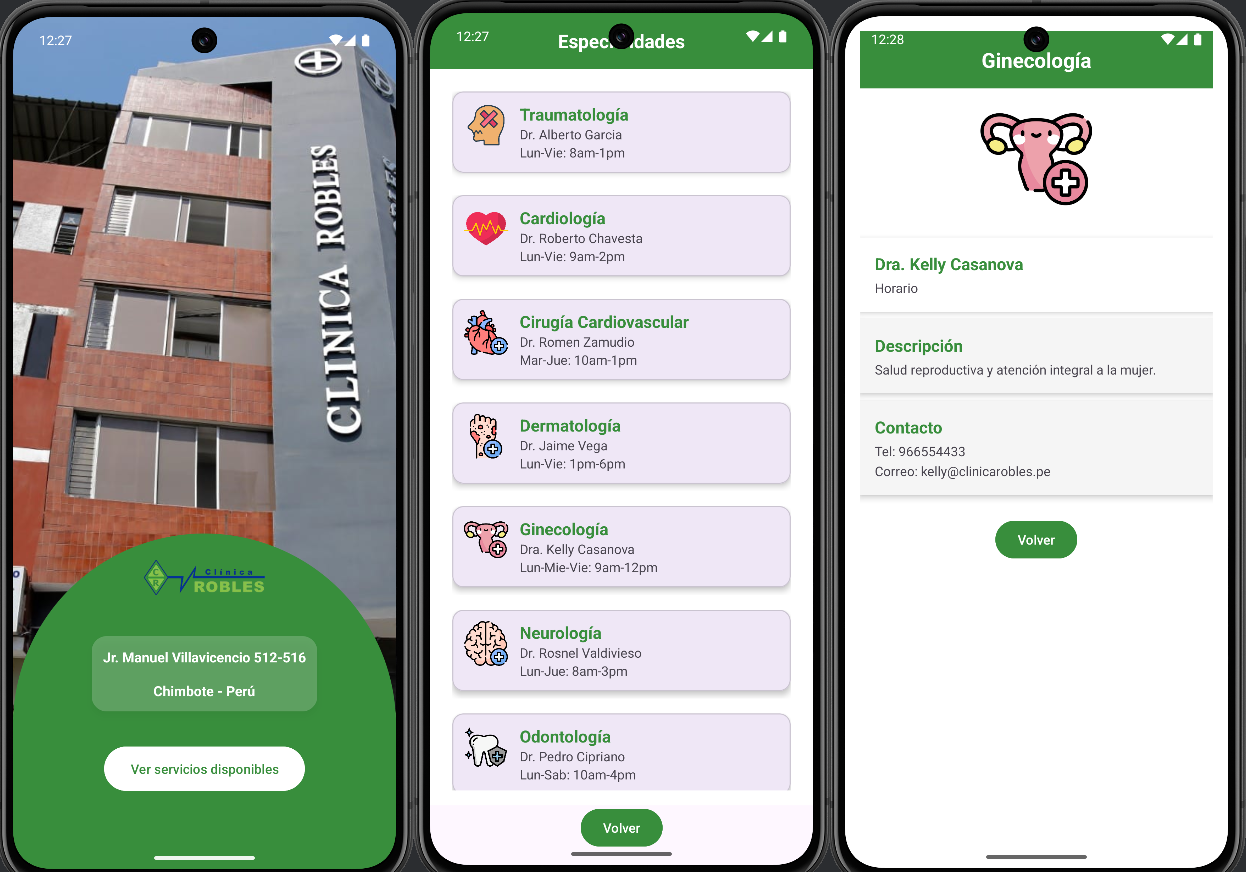 12:27
CLINICA ROBLES
CR
Clínica
ROBLES
Jr. Manuel Villavicencio 512-516
Chimbote - Perú
Ver servicios disponibles
12:27
Espec dades
Traumatología
Dr. Alberto Garcia
Lun-Vie: 8am-1pm
Cardiología
Dr. Roberto Chavesta
Lun-Vie: 9am-2pm
Cirugía Cardiovascular
Dr. Romen Zamudio
Mar-Jue: 10am-1pm
Dermatología
Dr. Jaime Vega
Lun-Vie: 1pm-6pm
Ginecología
Dra. Kelly Casanova
Lun-Mie-Vie: 9am-12pm
Neurología
Dr. Rosnel Valdivieso
Lun-Jue: 8am-3pm
Odontología
Dr. Pedro Cipriano
Lun-Sab: 10am-4pm
Volver
12:28
Ginecología
Dra. Kelly Casanova
Horario
Descripción
Salud reproductiva y atención integral a la mujer.
Contacto
Tel: 966554433
Correo: kelly@clinicarobles.pe
Volver